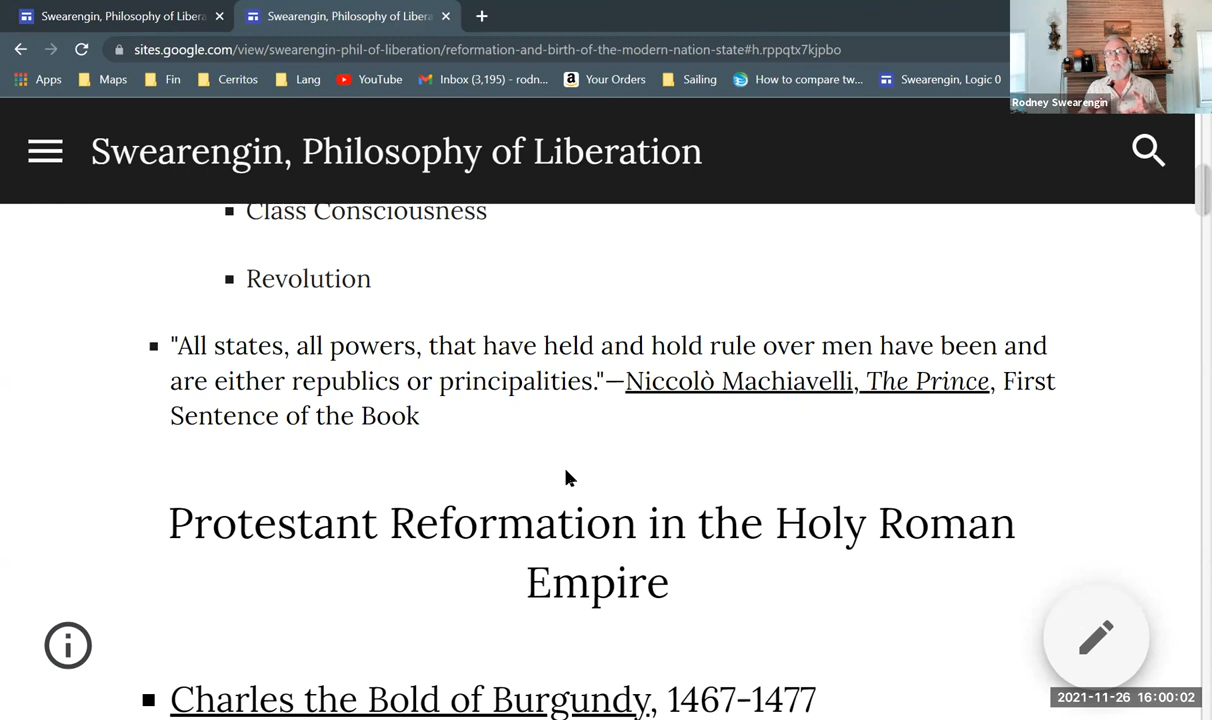 Swearengin, Philosophy of Libera
Swearengin, Philosophy of Libera
sites.google.com/view/swearengin-phil-of-liberation/reformation-and-birth-of-the-modern-nation-state#h.rppqtx7kjpbo
Apps Maps Fin Cerritos Lang YouTube Inbox (3,195) - rodn... Your Orders Sailing How to compare tw... Swearengin, Logic 0
Rodney Swearengin
Swearengin, Philosophy of Liberation
Class Consciousness
Revolution
"All states, all powers, that have held and hold rule over men have been and
are either republics or principalities."—Niccolò Machiavelli, The Prince, First
Sentence of the Book
Protestant Reformation in the Holy Roman
Empire
Charles the Bold of Burgundy, 1467-1477
2021-11-26 16:00:02